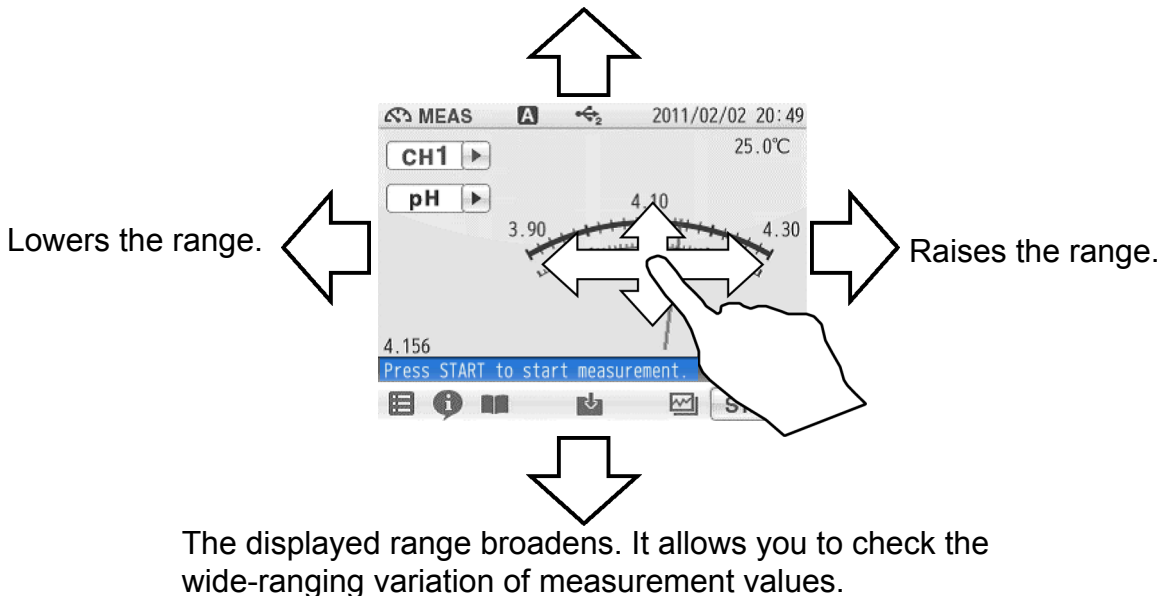 MEAS A 2 2011/02/02 20:49
CH1 25.0℃
pH
4.10
3.90 4.30
Lowers the range.
Raises the range.
4.156
Press START to start measurement.
The displayed range broadens. It allows you to check the
wide-ranging variation of measurement values.